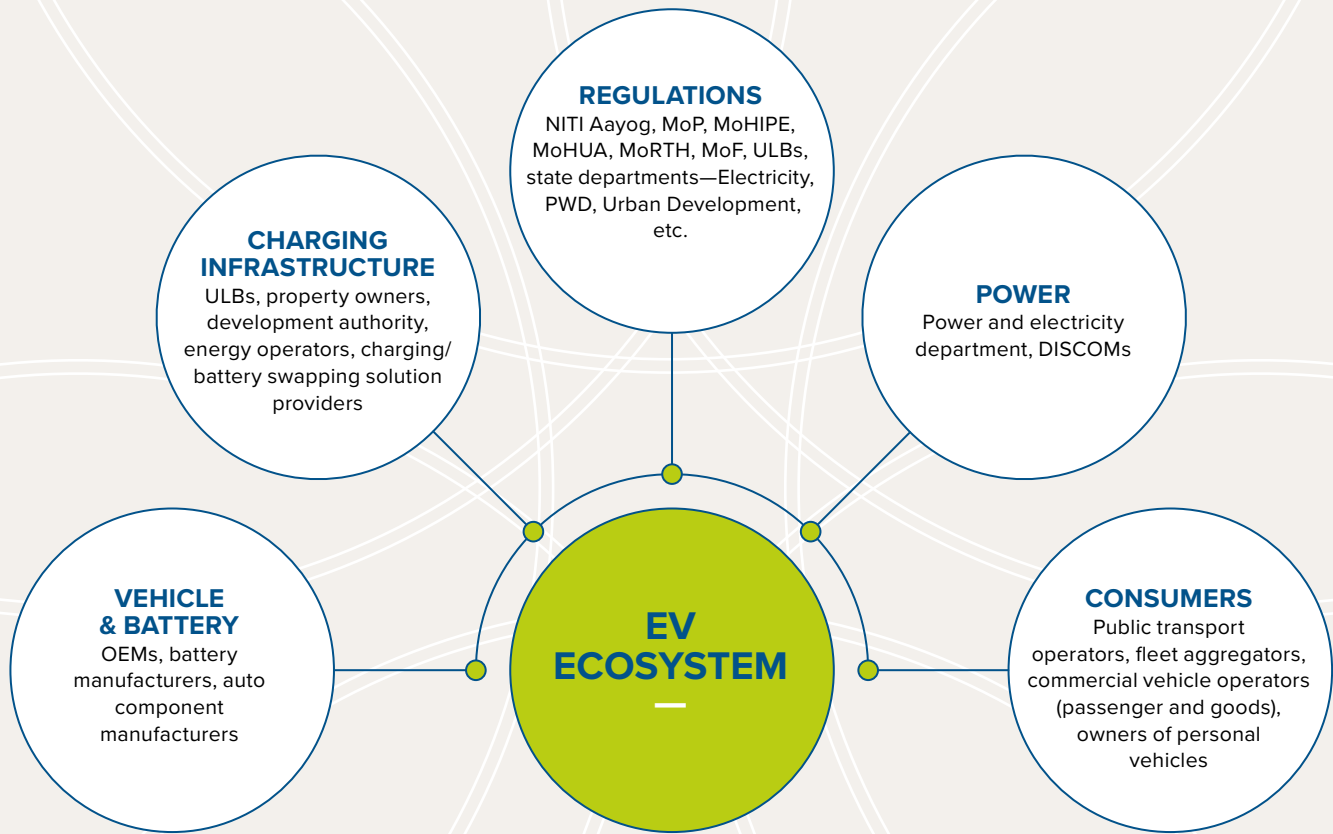 REGULATIONS
NITI Aayog, MoP, MoHIPE,
MoHUA, MoRTH, MoF, ULBs,
state departments—Electricity,
PWD, Urban Development,
etc.
CHARGING
INFRASTRUCTURE
ULBs, property owners,
development authority,
energy operators, charging/
battery swapping solution
providers
POWER
Power and electricity
department, DISCOMs
VEHICLE
& BATTERY
OEMs, battery
manufacturers, auto
component
manufacturers
EV
ECOSYSTEM
CONSUMERS
Public transport
operators, fleet aggregators,
commercial vehicle operators
(passenger and goods),
owners of personal
vehicles